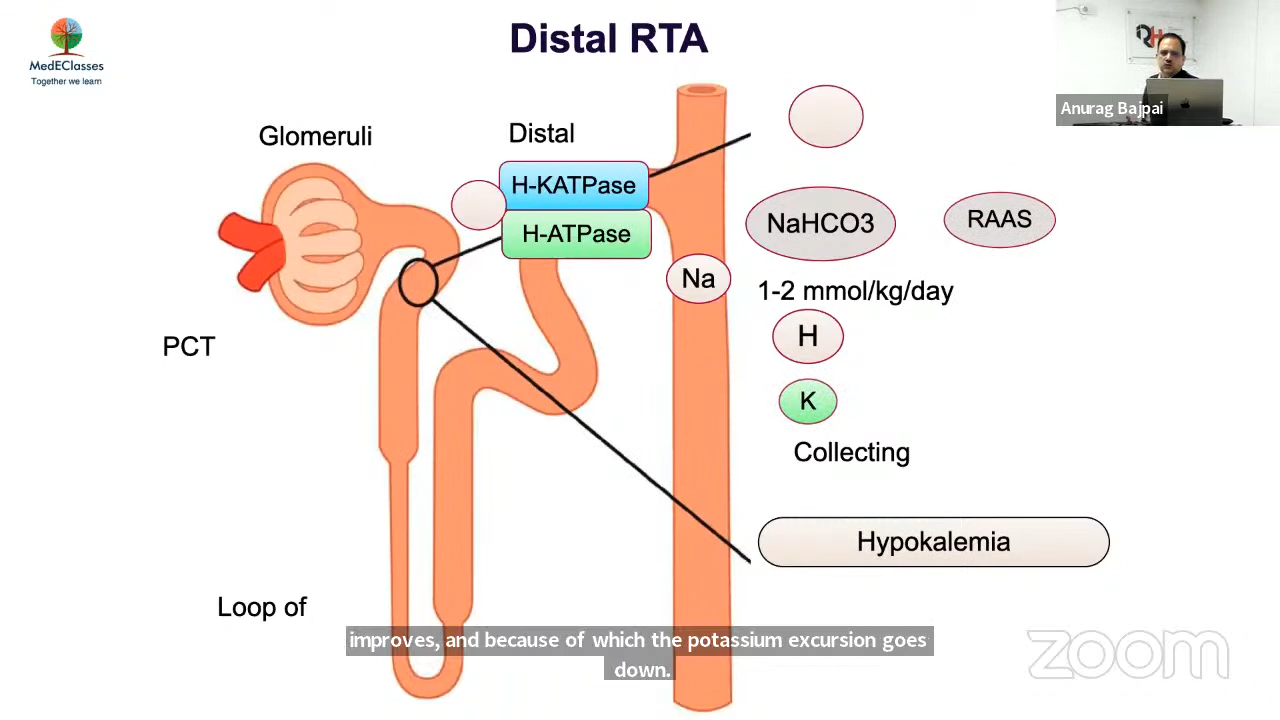 Distal RTA
MedEClasses
Together we learn
RH
Anurag Bajpai
Glomeruli
Distal
H-KATPase
H-ATPase
NaHCO3
RAAS
Na
1-2 mmol/kg/day
H
K
PCT
Collecting
Hypokalemia
Loop of
improves, and because of which the potassium excursion goes
down.
zoom